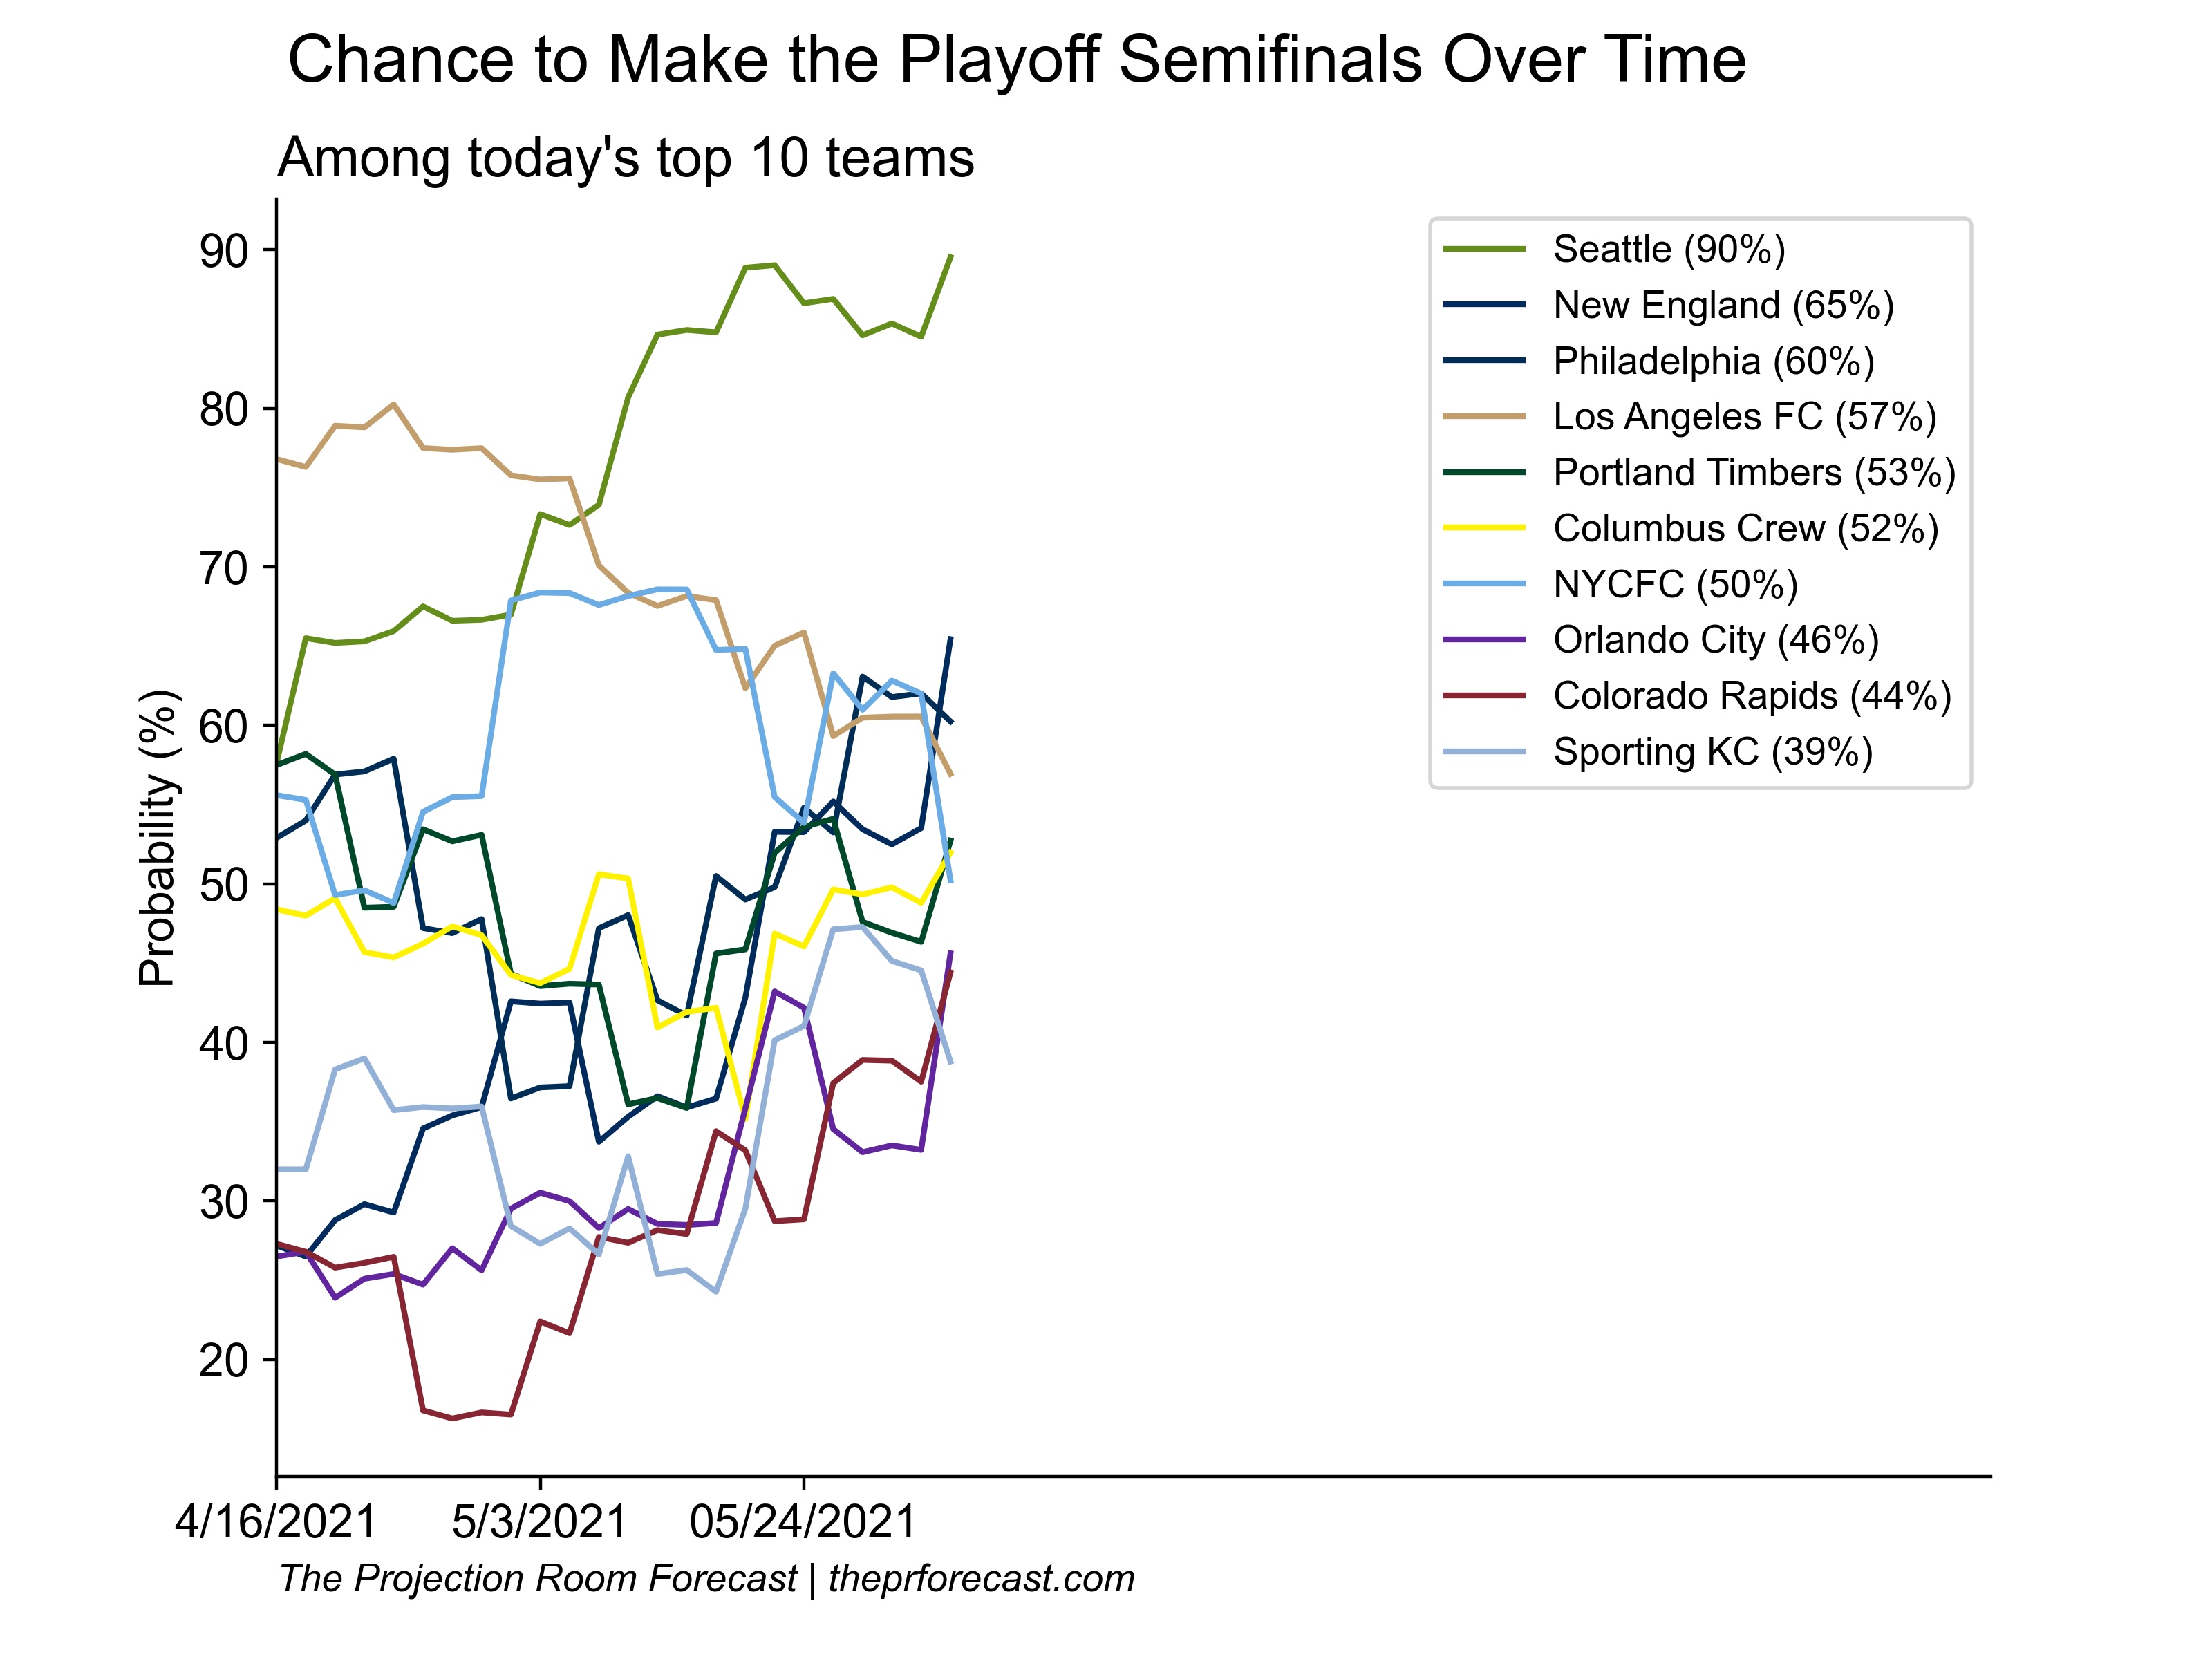 Chance to Make the Playoff Semifinals Over Time
Among today's top 10 teams
90
80
70
60
50
40
30
20
Probability (%)
Seattle (90%)
New England (65%)
Philadelphia (60%)
Los Angeles FC (57%)
Portland Timbers (53%)
Columbus Crew (52%)
NYCFC (50%)
Orlando City (46%)
Colorado Rapids (44%)
Sporting KC (39%)
4/16/2021 5/3/2021 05/24/2021
The Projection Room Forecast | theprforecast.com